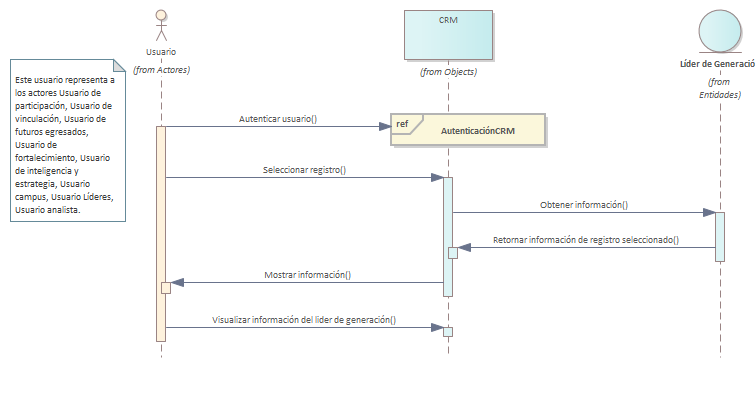 CRM
Usuario
(from Actores)
(from Objects)
Líder de Generació
(from
Entidades)
Este usuario representa a
los actores Usuario de
participación, Usuario de
vinculación, Usuario de
futuros egresados,
Usuario de
fortalecimiento, Usuario
de inteligencia y
estrategia, Usuario
campus, Usuario Líderes,
Usuario analista.
Autenticar usuario()
ref
AutenticaciónCRM
Seleccionar registro()
Obtener información()
Retornar información de registro seleccionado()
Mostrar información()
Visualizar información del lider de generación()